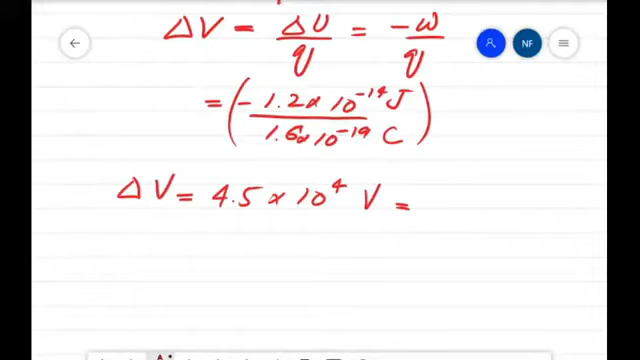 ΔV = ΔU/q = -W/q
= (-1.2 × 10^-14 J / 1.6 × 10^-19 C)
ΔV = 4.5 × 10^4 V =
NF